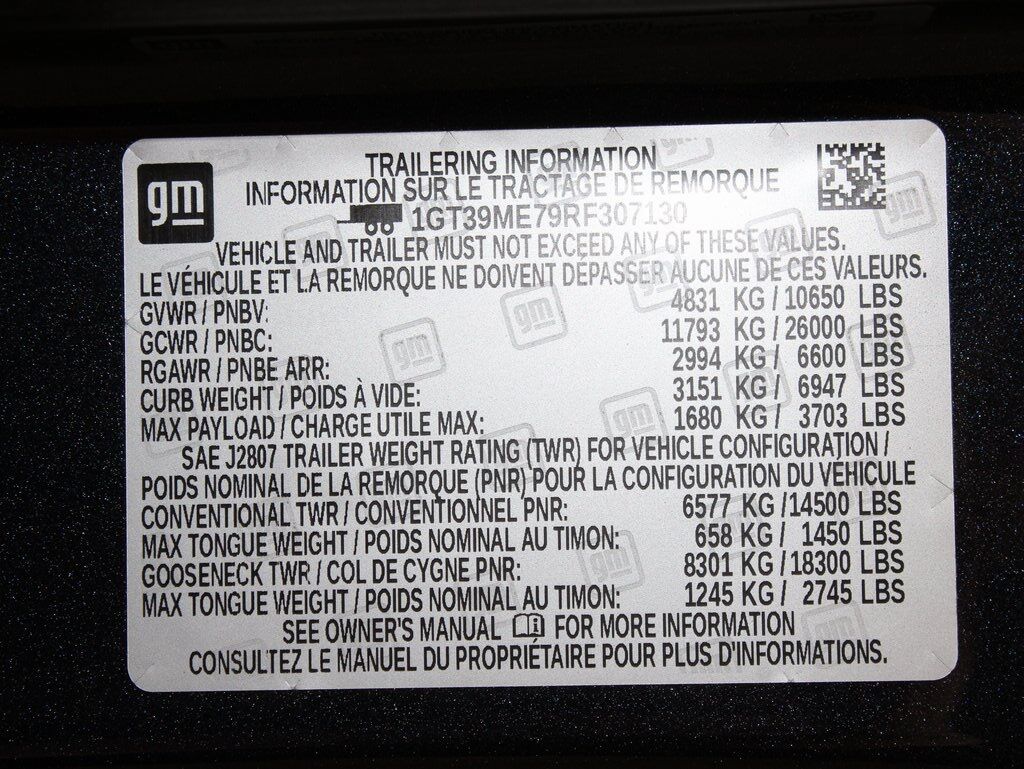 gm
TRAILERING INFORMATION
INFORMATION SUR LE TRACTAGE DE REMORQUE
1GT39ME79RF307130
VEHICLE AND TRAILER MUST NOT EXCEED ANY OF THESE VALUES.
LE VÉHICULE ET LA REMORQUE NE DOIVENT DÉPASSER AUCUNE DE CES VALEURS.
GVWR / PNBV: 4831 KG / 10650 LBS
GCWR / PNBC: 11793 KG / 26000 LBS
RGAWR / PNBE ARR: 2994 KG / 6600 LBS
CURB WEIGHT / POIDS À VIDE: 3151 KG / 6947 LBS
MAX PAYLOAD / CHARGE UTILE MAX: 1680 KG / 3703 LBS
SAE J2807 TRAILER WEIGHT RATING (TWR) FOR VEHICLE CONFIGURATION /
POIDS NOMINAL DE LA REMORQUE (PNR) POUR LA CONFIGURATION DU VÉHICULE
CONVENTIONAL TWR / CONVENTIONNEL PNR: 6577 KG / 14500 LBS
MAX TONGUE WEIGHT / POIDS NOMINAL AU TIMON: 658 KG / 1450 LBS
GOOSENECK TWR / COL DE CYGNE PNR: 8301 KG / 18300 LBS
MAX TONGUE WEIGHT / POIDS NOMINAL AU TIMON: 1245 KG / 2745 LBS
SEE OWNER'S MANUAL FOR MORE INFORMATION
CONSULTEZ LE MANUEL DU PROPRIÉTAIRE POUR PLUS D'INFORMATIONS.